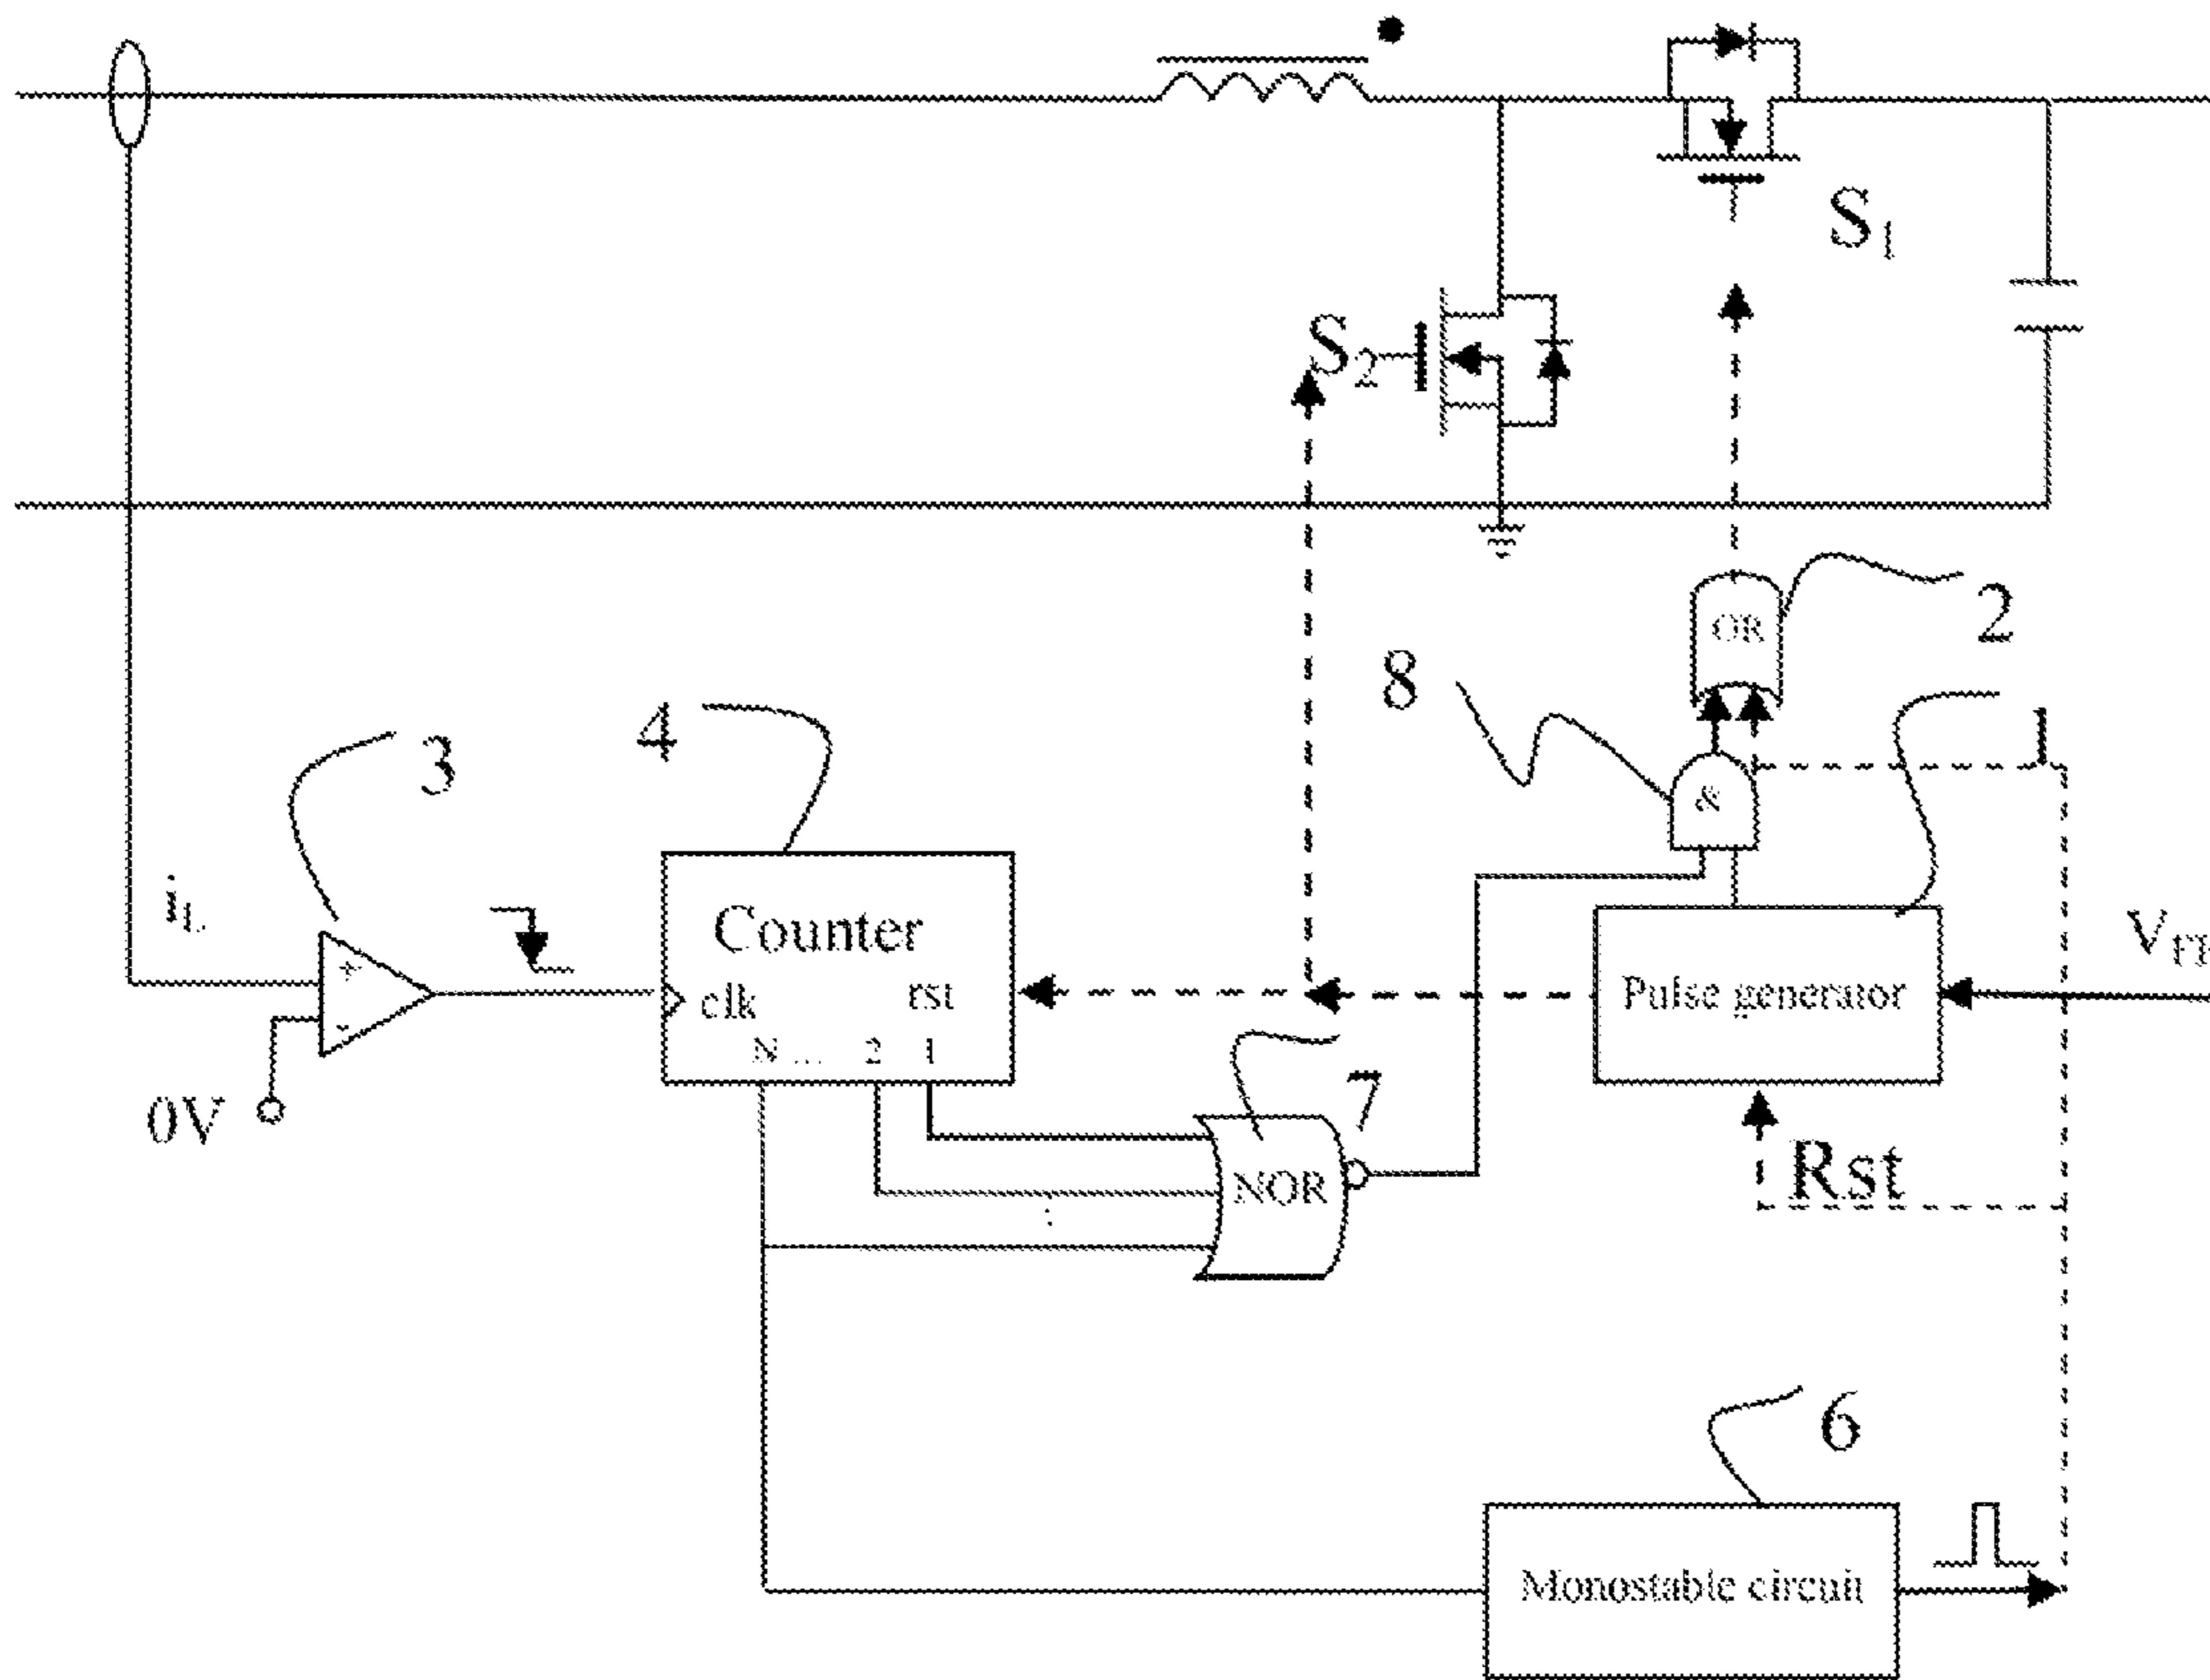 S1
S2
OR
2
8
1
3
4
&
iL
+
-
Counter
clk
rst
N ... 2 1
Pulse generator
0V
7
NOR
Rst
6
Monostable circuit